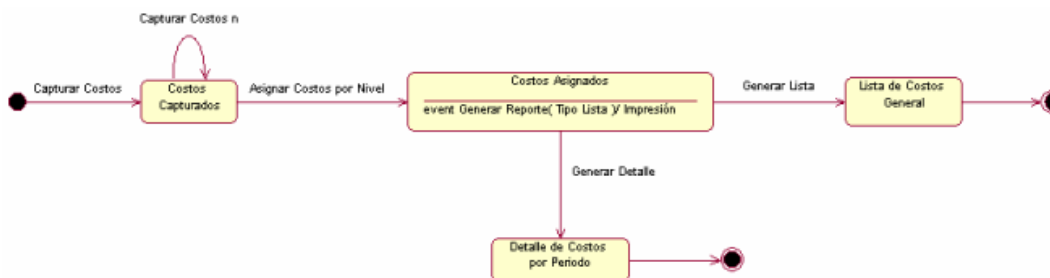 Capturar Costos n
Capturar Costos
Costos
Capturados
Asignar Costos por Nivel
Costos Asignados
event Generar Reporte( Tipo Lista )/ Impresión
Generar Lista
Lista de Costos
General
Generar Detalle
Detalle de Costos
por Periodo